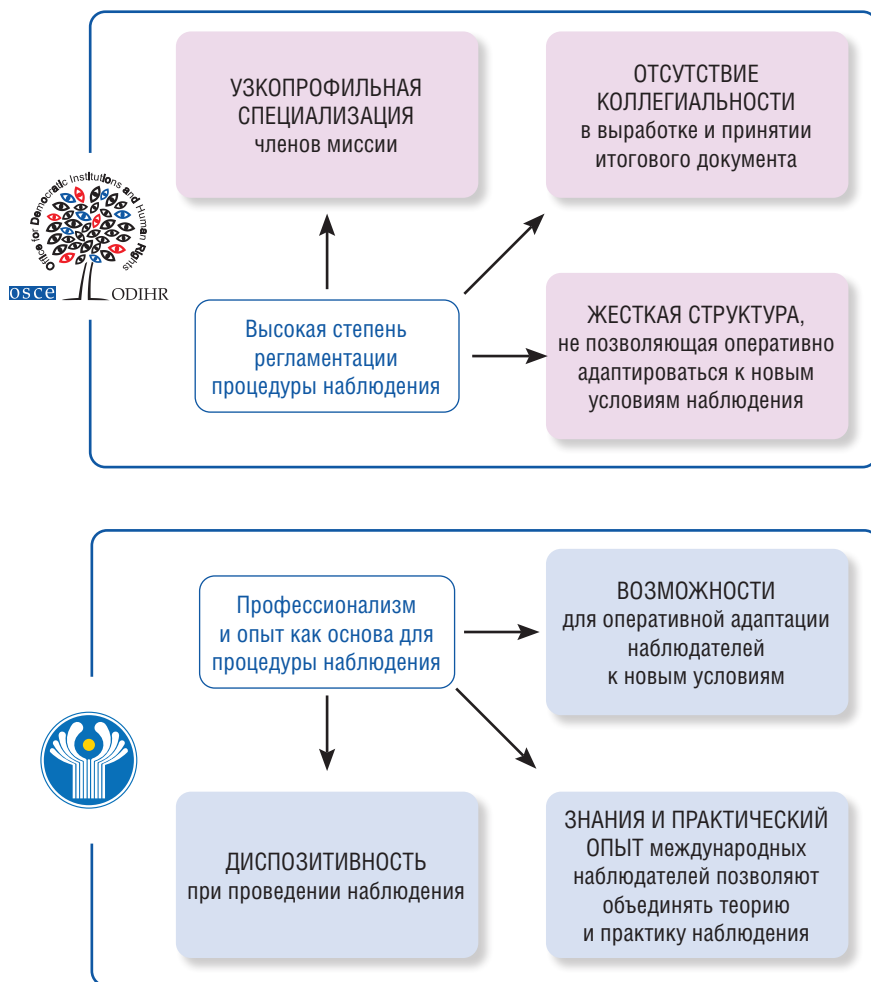 УЗКОПРОФИЛЬНАЯ
СПЕЦИАЛИЗАЦИЯ
членов миссии
ОТСУТСТВИЕ
КОЛЛЕГИАЛЬНОСТИ
в выработке и принятии
итогового документа
Office for Democratic Institutions and Human Rights
osce ODIHR
Высокая степень
регламентации
процедуры наблюдения
ЖЕСТКАЯ СТРУКТУРА,
не позволяющая оперативно
адаптироваться к новым
условиям наблюдения
Профессионализм
и опыт как основа для
процедуры наблюдения
ВОЗМОЖНОСТИ
для оперативной адаптации
наблюдателей
к новым условиям
ДИСПОЗИТИВНОСТЬ
при проведении наблюдения
ЗНАНИЯ И ПРАКТИЧЕСКИЙ
ОПЫТ международных
наблюдателей позволяют
объединять теорию
и практику наблюдения